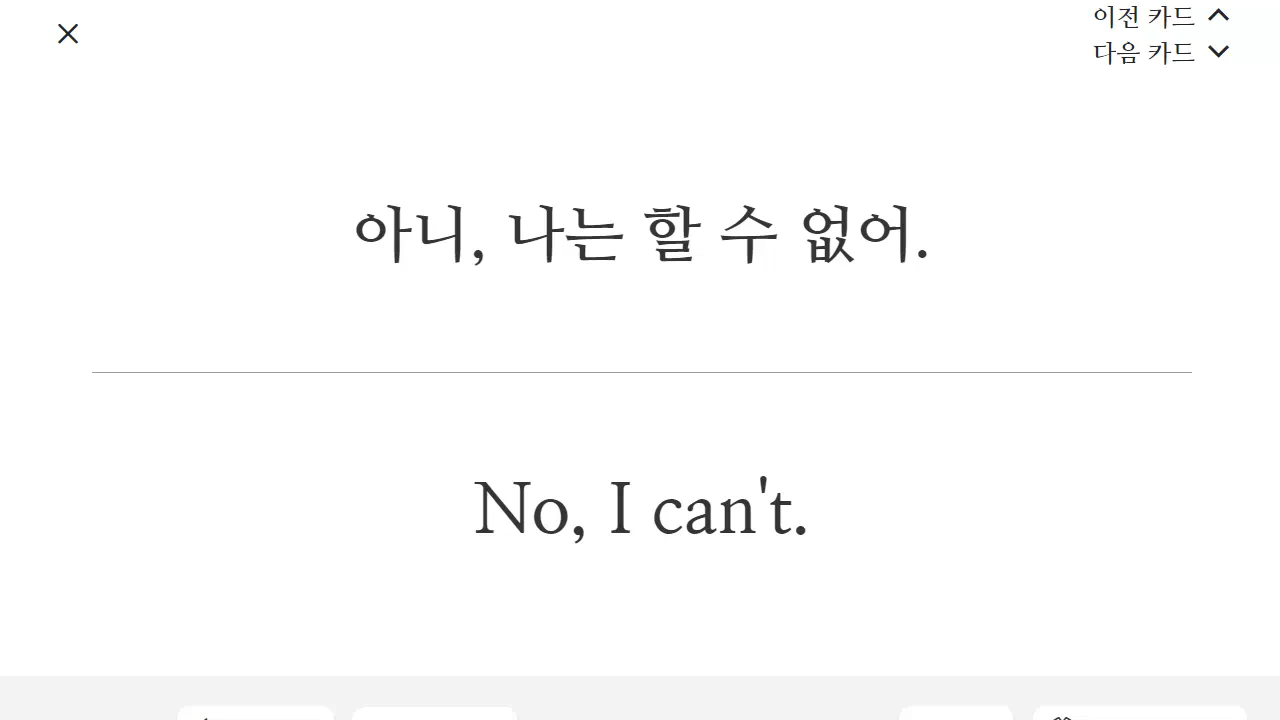 이전 카드
다음 카드
아니, 나는 할 수 없어.
No, I can't.